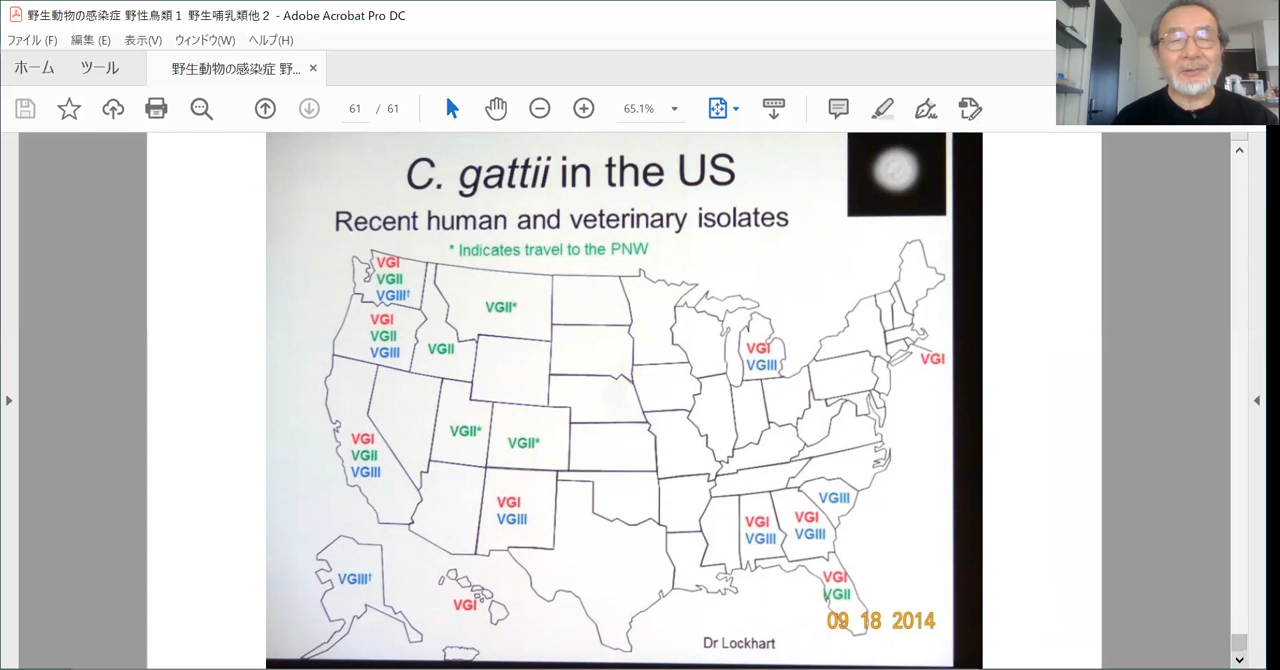 野生動物の感染症 野性鳥類１ 野生哺乳類他２ - Adobe Acrobat Pro DC
ファイル (F) 編集 (E) 表示(V) ウィンドウ(W) ヘルプ(H)
ホーム ツール 野生動物の感染症 野... ×
61 / 61 65.1%
C. gattii in the US
Recent human and veterinary isolates
* Indicates travel to the PNW
VGI
VGII
VGIII†
VGI
VGII
VGIII
VGII
VGII*
VGI
VGIII
VGI
VGI
VGII
VGIII
VGII*
VGII*
VGI
VGIII
VGI
VGIII
VGI
VGIII
VGIII
VGI
VGII
VGIII†
VGI
09 18 2014
Dr Lockhart